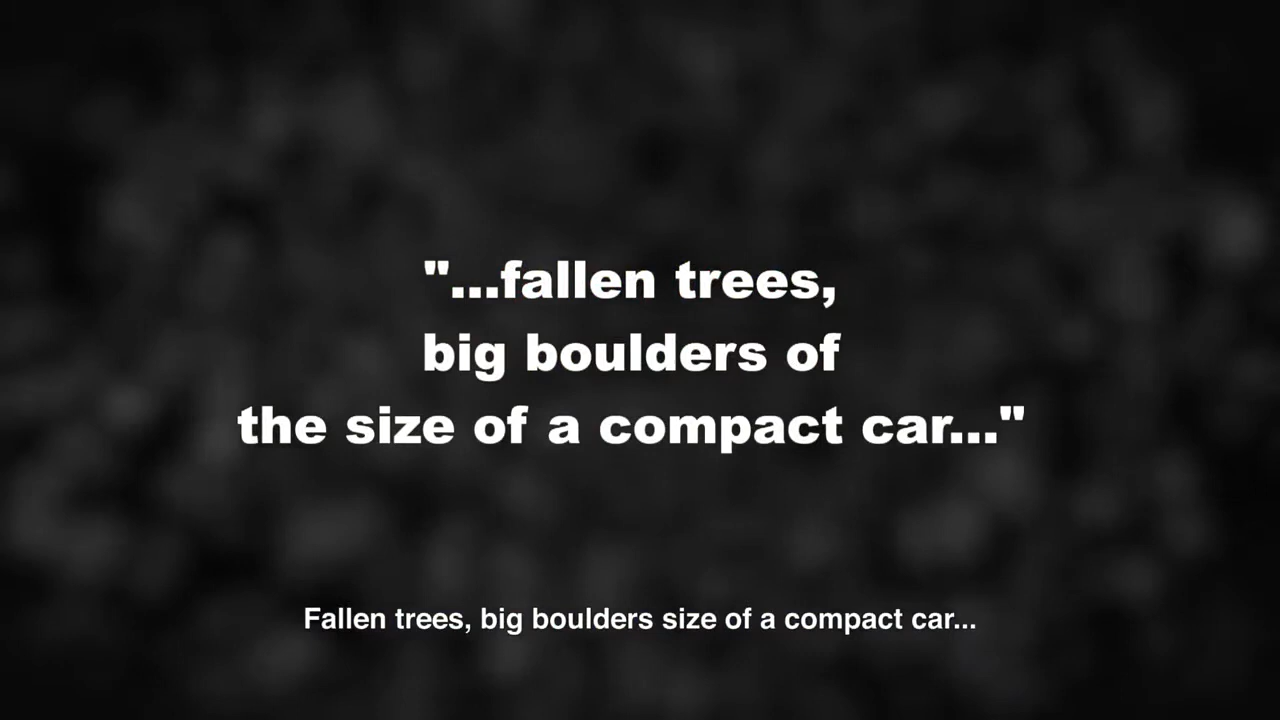 "...fallen trees,
big boulders of
the size of a compact car..."
Fallen trees, big boulders size of a compact car...